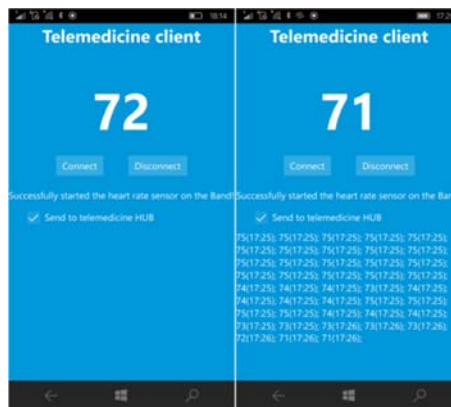 18:14
Telemedicine client
72
Connect Disconnect
Successfully started the heart rate sensor on the Band!
Send to telemedicine HUB
17:26
Telemedicine client
71
Connect Disconnect
Successfully started the heart rate sensor on the Ban
Send to telemedicine HUB
75(17:25); 75(17:25); 75(17:25); 75(17:25); 75(17:25);
75(17:25); 75(17:25); 75(17:25); 75(17:25); 75(17:25);
75(17:25); 75(17:25); 75(17:25); 75(17:25); 75(17:25);
75(17:25); 75(17:25); 75(17:25); 75(17:25); 75(17:25);
74(17:25); 74(17:25); 74(17:25); 73(17:25); 74(17:25);
74(17:25); 74(17:25); 74(17:25); 75(17:25); 75(17:25);
75(17:25); 75(17:25); 74(17:25); 74(17:25); 74(17:25);
73(17:25); 73(17:25); 73(17:26); 73(17:26); 73(17:26);
72(17:26); 71(17:26); 71(17:26);